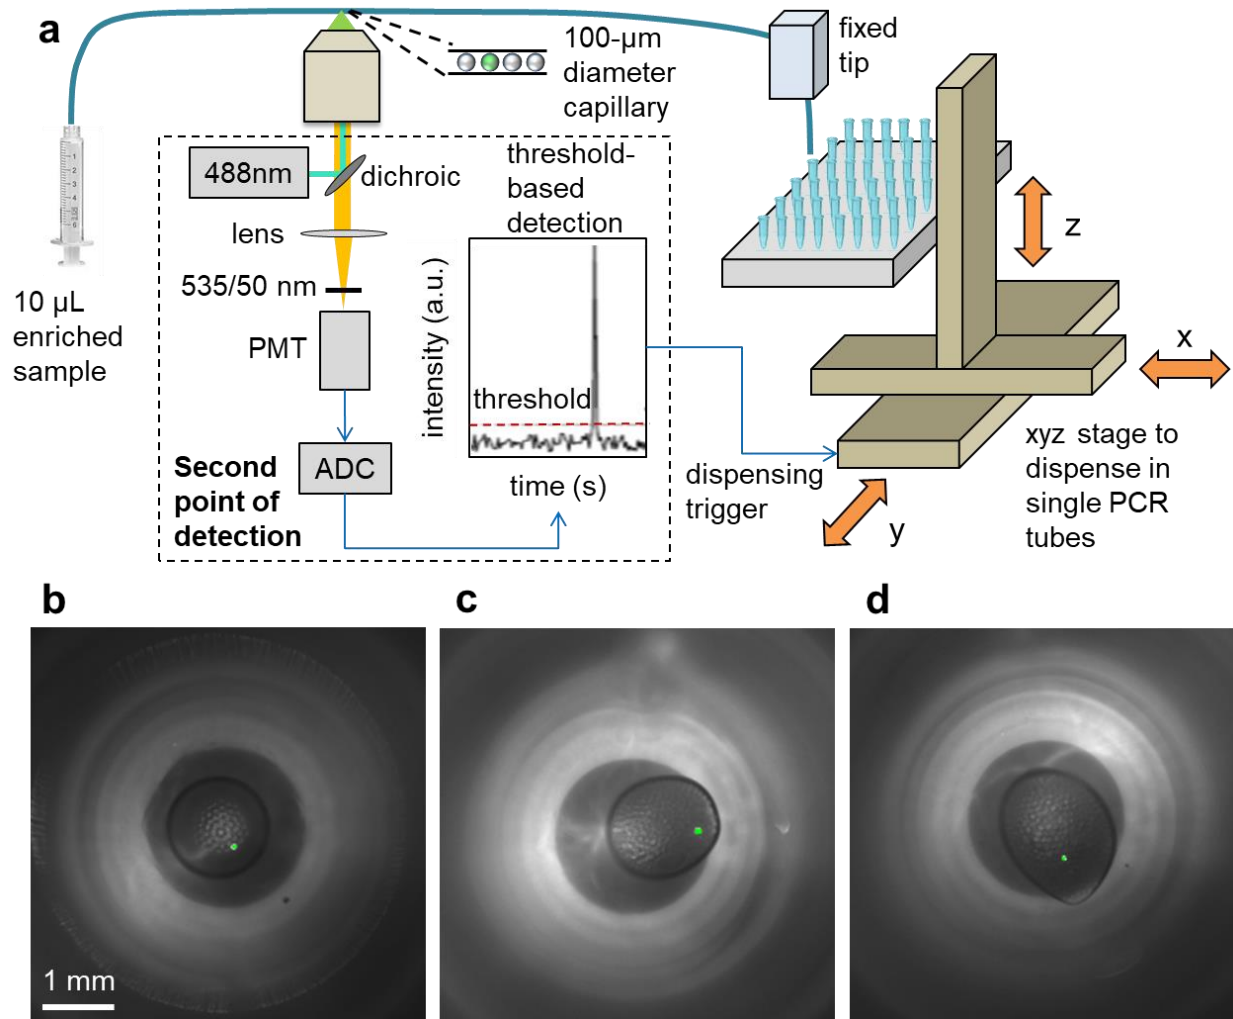 a
fixed
tip
100-µm
diameter
capillary
threshold-
based
detection
488nm
dichroic
lens
535/50 nm
PMT
ADC
10 µL
enriched
sample
Second
point of
detection
intensity (a.u.)
threshold
time (s)
dispensing
trigger
z
x
y
xyz stage to
dispense in
single PCR
tubes
b
c
d
1 mm